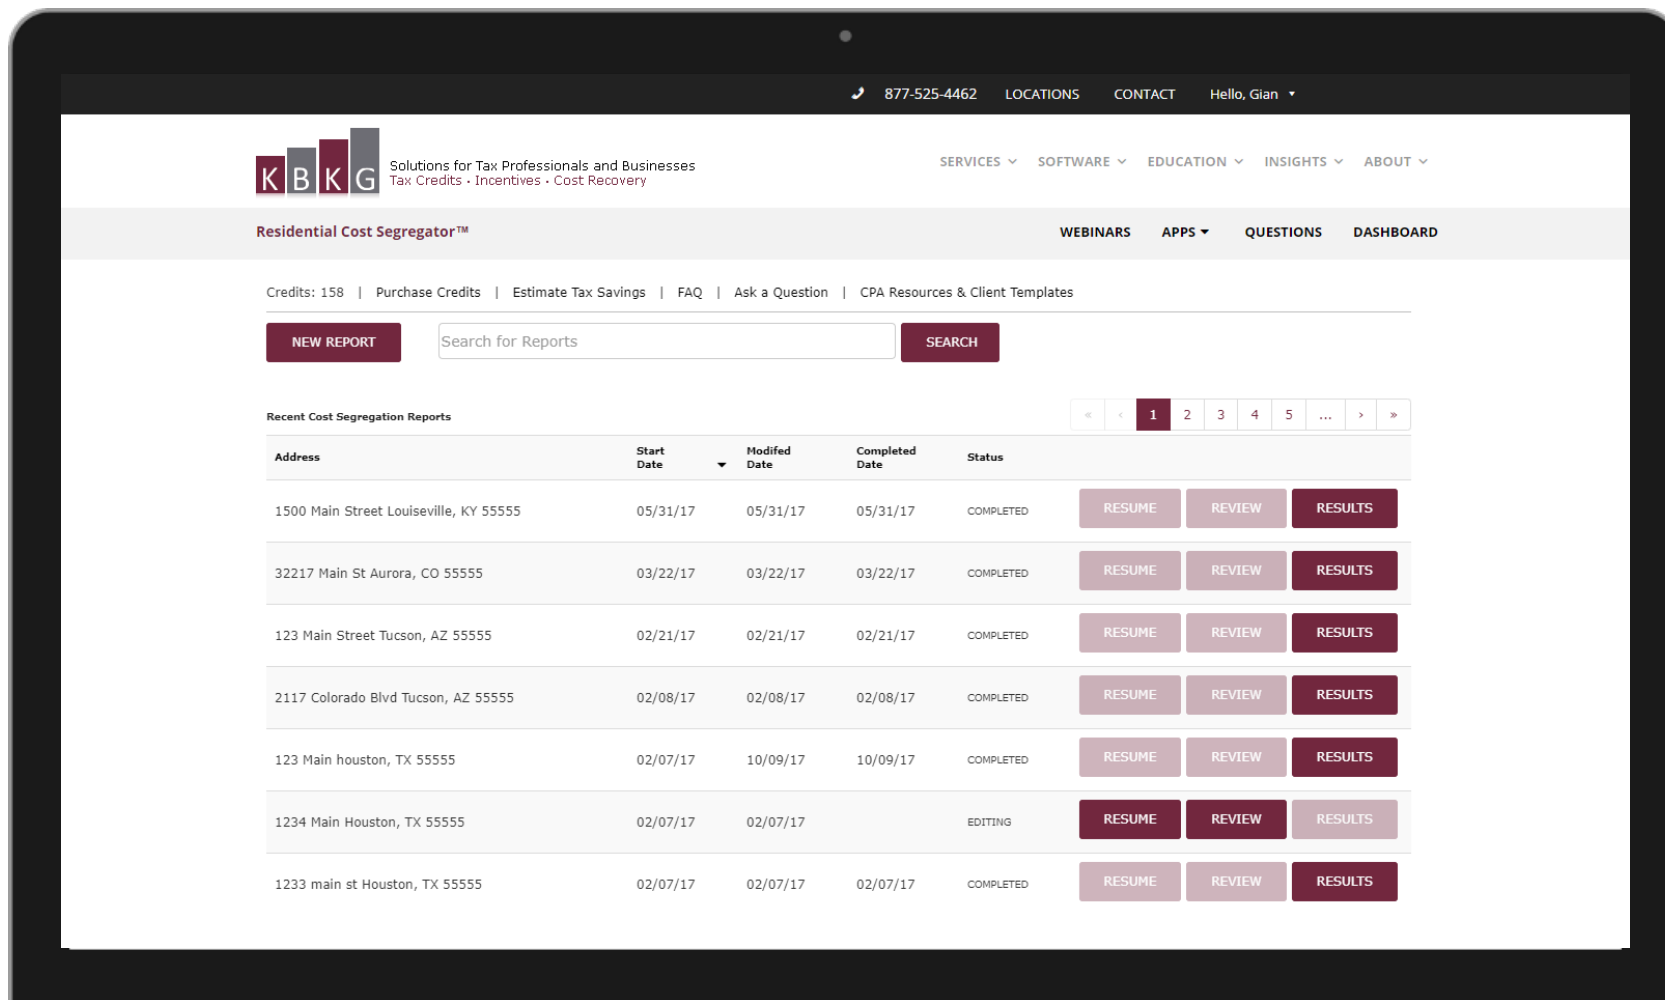 877-525-4462 LOCATIONS CONTACT Hello, Gian
KBKG
Solutions for Tax Professionals and Businesses
Tax Credits · Incentives · Cost Recovery
SERVICES SOFTWARE EDUCATION INSIGHTS ABOUT
Residential Cost Segregator™ WEBINARS APPS QUESTIONS DASHBOARD
Credits: 158 | Purchase Credits | Estimate Tax Savings | FAQ | Ask a Question | CPA Resources & Client Templates
NEW REPORT Search for Reports SEARCH
Recent Cost Segregation Reports « ‹ 1 2 3 4 5 ... › »
Address Start Date Modifed Date Completed Date Status
1500 Main Street Louiseville, KY 55555 05/31/17 05/31/17 05/31/17 COMPLETED RESUME REVIEW RESULTS
32217 Main St Aurora, CO 55555 03/22/17 03/22/17 03/22/17 COMPLETED RESUME REVIEW RESULTS
123 Main Street Tucson, AZ 55555 02/21/17 02/21/17 02/21/17 COMPLETED RESUME REVIEW RESULTS
2117 Colorado Blvd Tucson, AZ 55555 02/08/17 02/08/17 02/08/17 COMPLETED RESUME REVIEW RESULTS
123 Main houston, TX 55555 02/07/17 10/09/17 10/09/17 COMPLETED RESUME REVIEW RESULTS
1234 Main Houston, TX 55555 02/07/17 02/07/17 EDITING RESUME REVIEW RESULTS
1233 main st Houston, TX 55555 02/07/17 02/07/17 02/07/17 COMPLETED RESUME REVIEW RESULTS